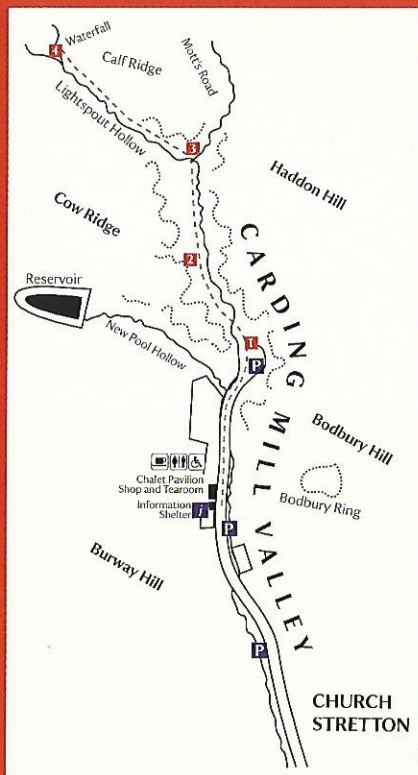 4
Waterfall
Calf Ridge
Mott's Road
Lightspout Hollow
3
Haddon Hill
Cow Ridge
2
Reservoir
New Pool Hollow
1
P
CARDING MILL VALLEY
Bodbury Hill
Chalet Pavilion
Shop and Tearoom
Bodbury Ring
Information
Shelter
i
P
Burway Hill
P
CHURCH
STRETTON